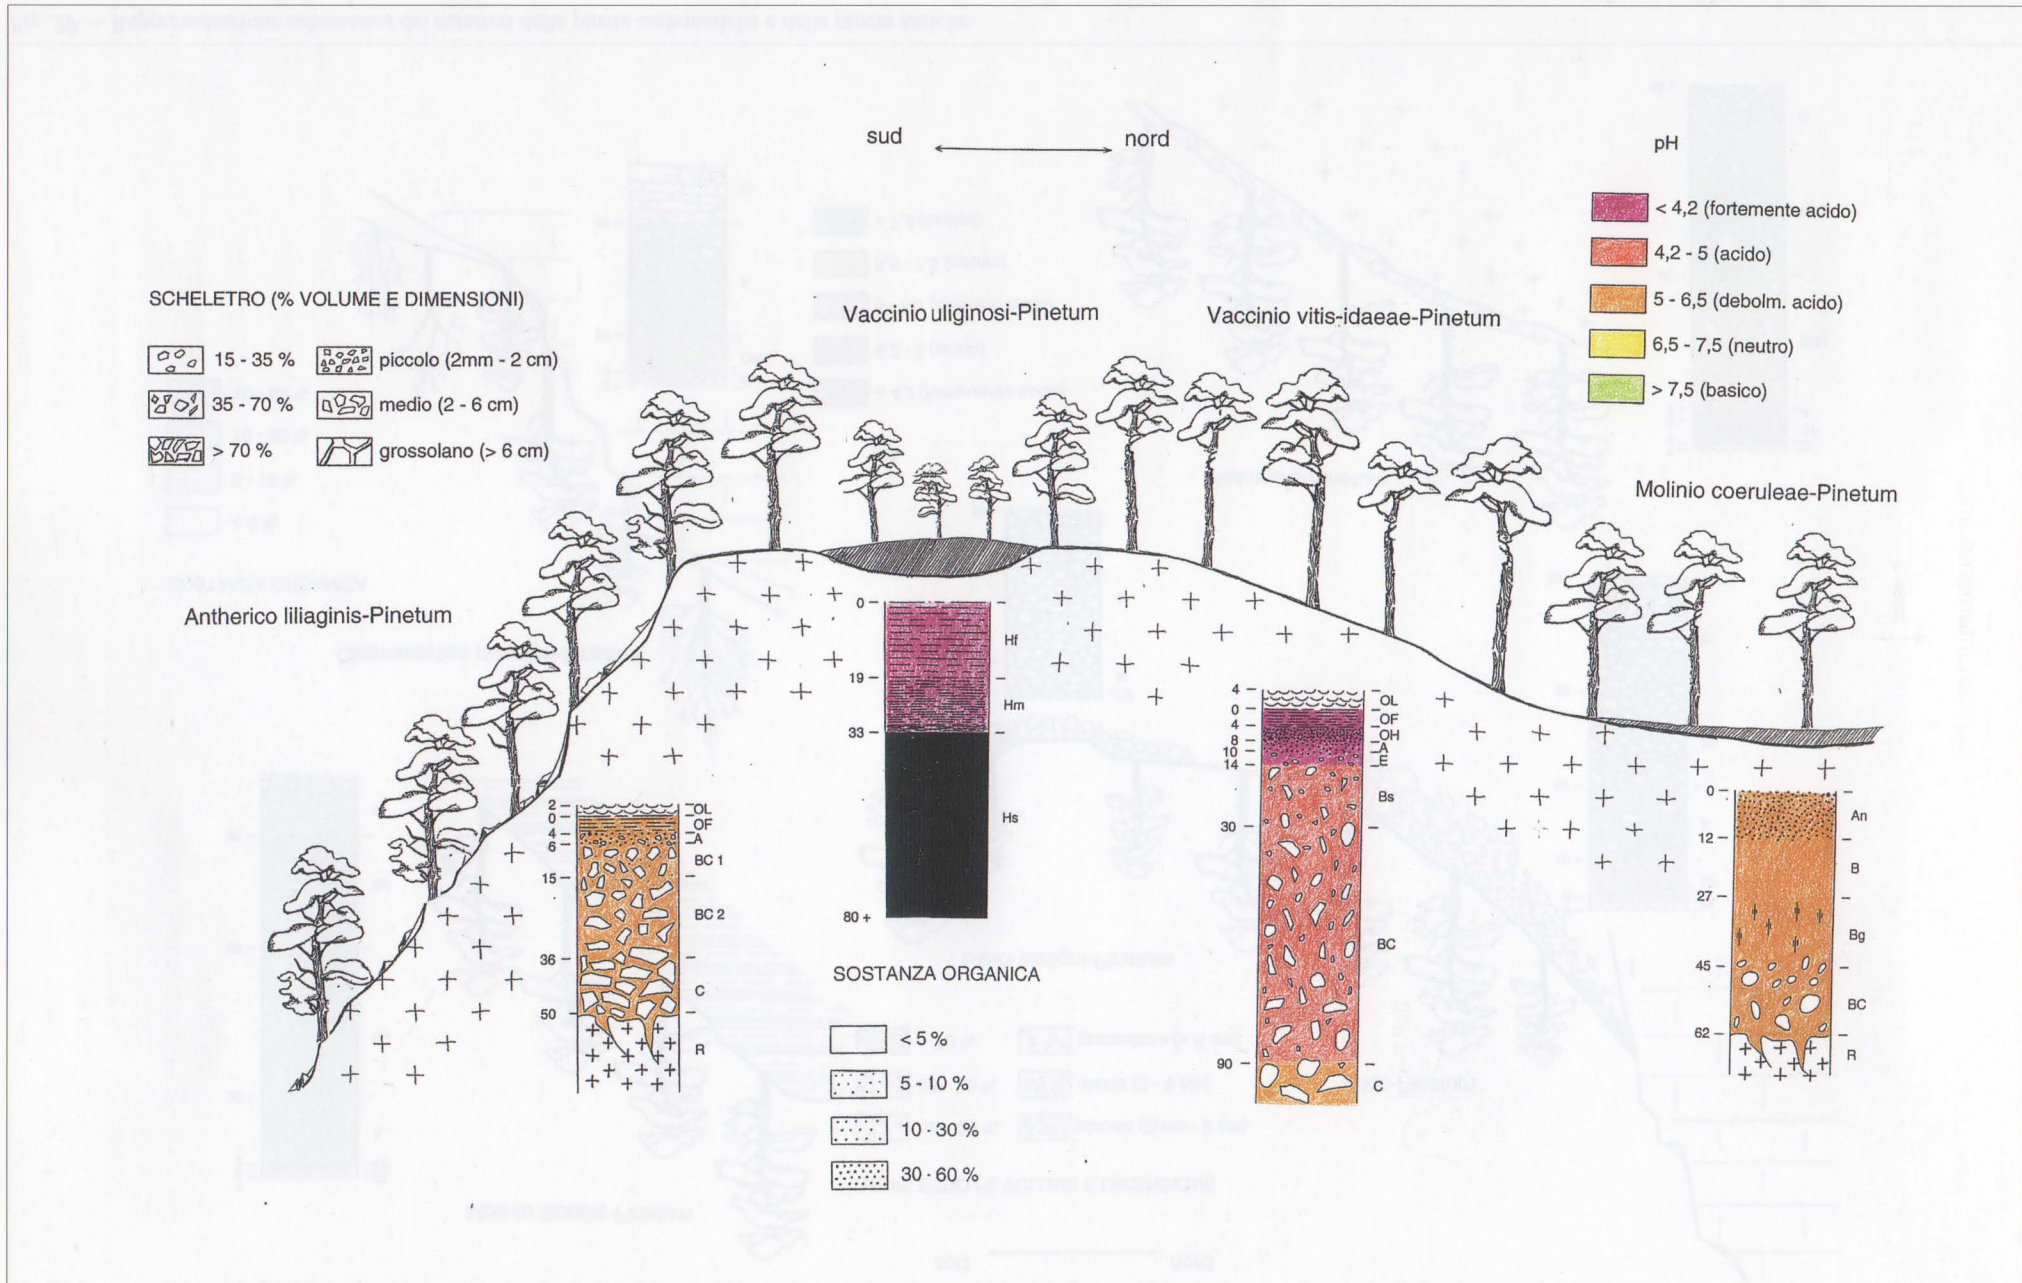 sud
nord
pH
< 4,2 (fortemente acido)
4,2 - 5 (acido)
5 - 6,5 (debolm. acido)
6,5 - 7,5 (neutro)
> 7,5 (basico)
SCHELETRO (% VOLUME E DIMENSIONI)
15 - 35 %
piccolo (2mm - 2 cm)
35 - 70 %
medio (2 - 6 cm)
> 70 %
grossolano (> 6 cm)
Vaccinio uliginosi-Pinetum
Vaccinio vitis-idaeae-Pinetum
Molinio coeruleae-Pinetum
Antherico liliaginis-Pinetum
0
Hf
19
Hm
33
Hs
80 +
4
OL
0
OF
4
OH
8
A
10
E
14
Bs
30
BC
90
C
0
An
12
B
27
Bg
45
BC
62
R
2
OL
0
OF
4
A
6
BC 1
15
BC 2
36
C
50
R
SOSTANZA ORGANICA
< 5 %
5 - 10 %
10 - 30 %
30 - 60 %